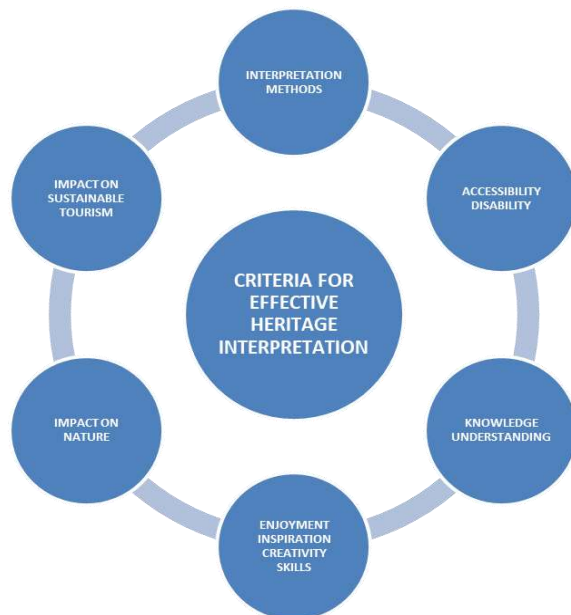 INTERPRETATION
METHODS
ACCESSIBILITY
DISABILITY
KNOWLEDGE
UNDERSTANDING
ENJOYMENT
INSPIRATION
CREATIVITY
SKILLS
IMPACT ON
NATURE
IMPACT ON
SUSTAINABLE
TOURISM
CRITERIA FOR
EFFECTIVE
HERITAGE
INTERPRETATION